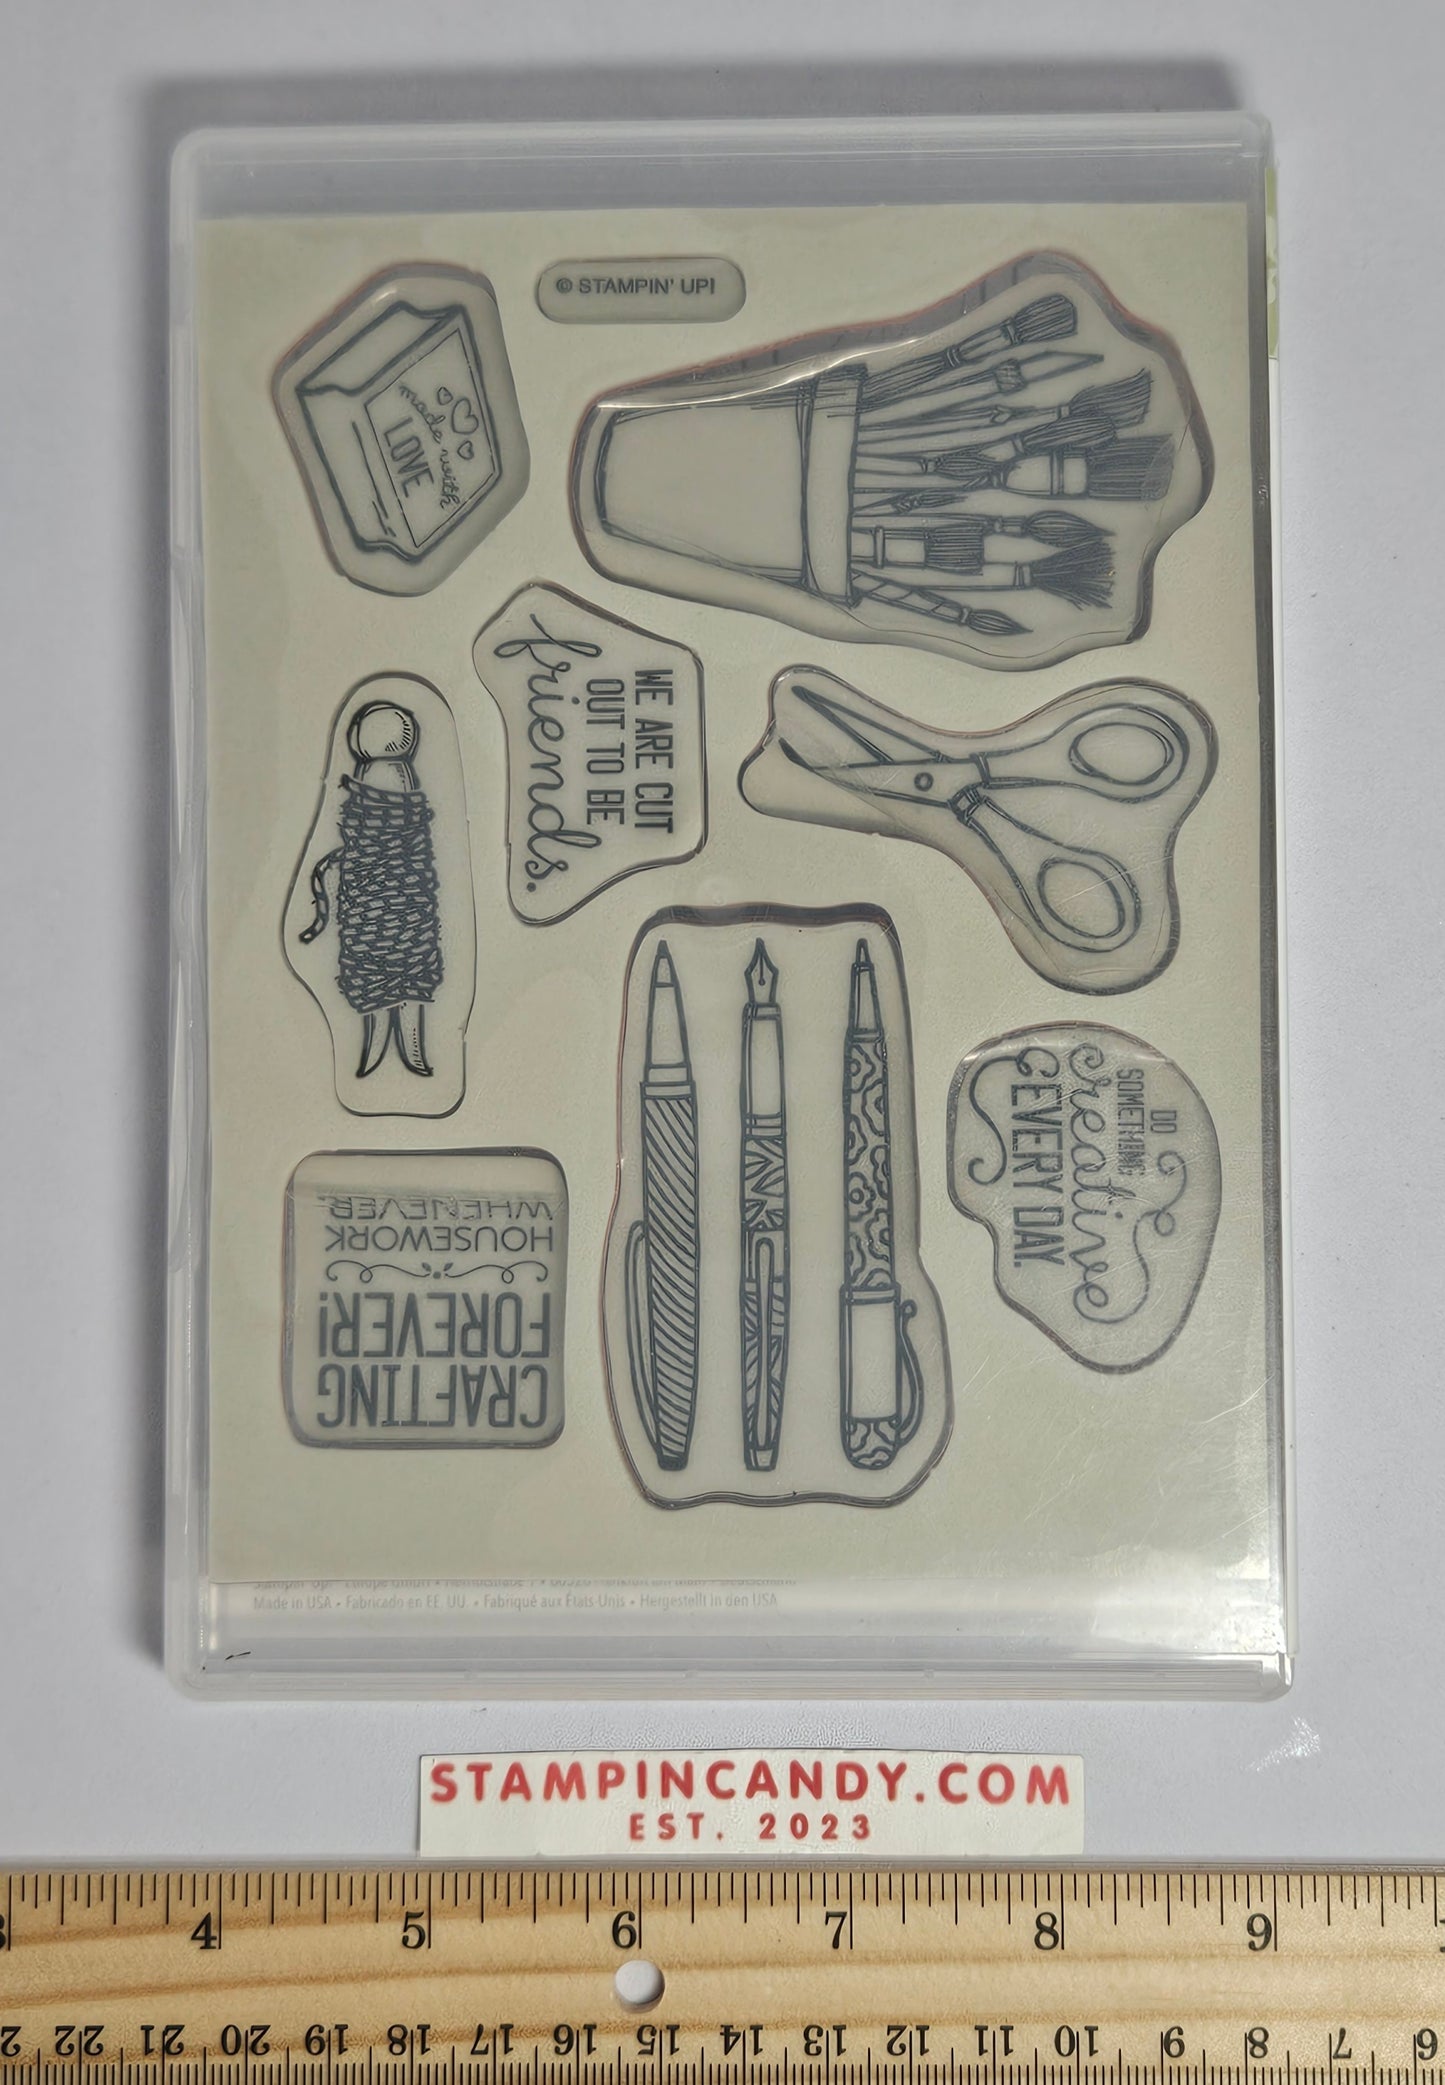 © STAMPIN' UP!
made with
LOVE
WE ARE CUT
OUT TO BE
friends.
DO
SOMETHING
Creative
EVERY DAY.
CRAFTING
FOREVER!
HOUSEWORK
WHENEVER.
Made in USA • Fabricado en EE. UU. • Fabriqué aux États-Unis • Hergestellt in den USA
STAMPINCANDY.COM
EST. 2023
3 4 5 6 7 8 9
22 21 20 19 18 17 16 15 14 13 12 11 10 9 8 7 6